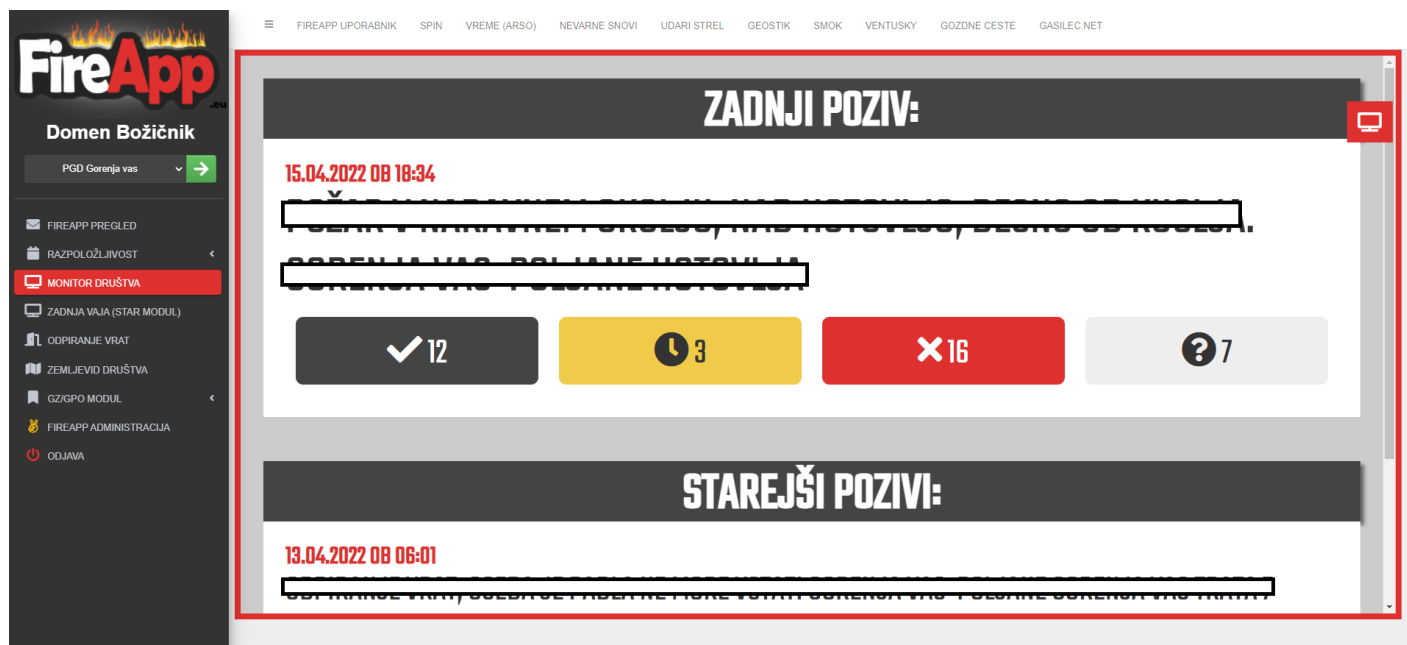 FireApp
.eu
Domen Božičnik
PGD Gorenja vas
FIREAPP PREGLED
RAZPOLOŽLJIVOST
MONITOR DRUŠTVA
ZADNJA VAJA (STAR MODUL)
ODPIRANJE VRAT
ZEMLJEVID DRUŠTVA
GZ/GPO MODUL
FIREAPP ADMINISTRACIJA
ODJAVA
FIREAPP UPORABNIK SPIN VREME (ARSO) NEVARNE SNOVI UDARI STREL GEOSTIK SMOK VENTUSKY GOZDNE CESTE GASILEC.NET
ZADNJI POZIV:
15.04.2022 OB 18:34
12 3 16 7
STAREJŠI POZIVI:
13.04.2022 OB 06:01